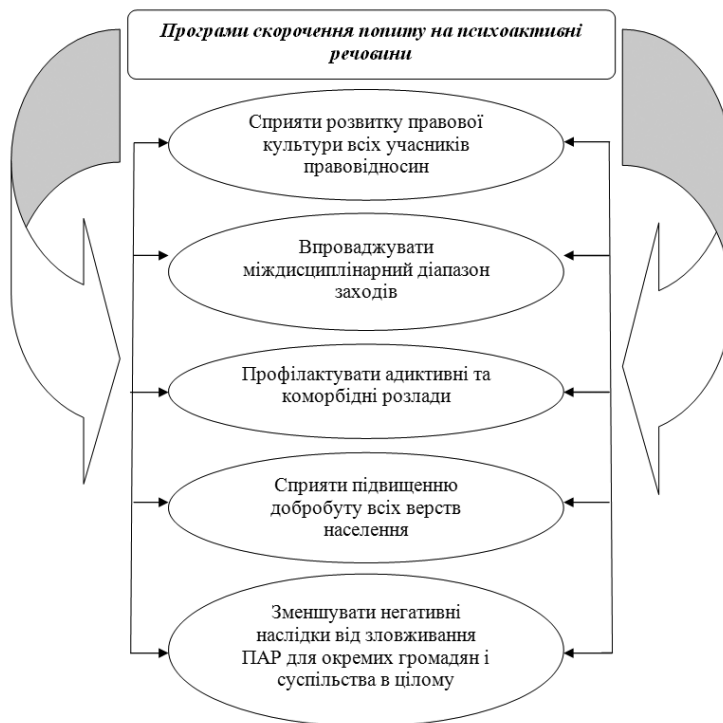 Програми скорочення попиту на психоактивні
речовини
Сприяти розвитку правової
культури всіх учасників
правовідносин
Впроваджувати
міждисциплінарний діапазон
заходів
Профілактувати адиктивні та
коморбідні розлади
Сприяти підвищенню
добробуту всіх верств
населення
Зменшувати негативні
наслідки від зловживання
ПАР для окремих громадян і
суспільства в цілому